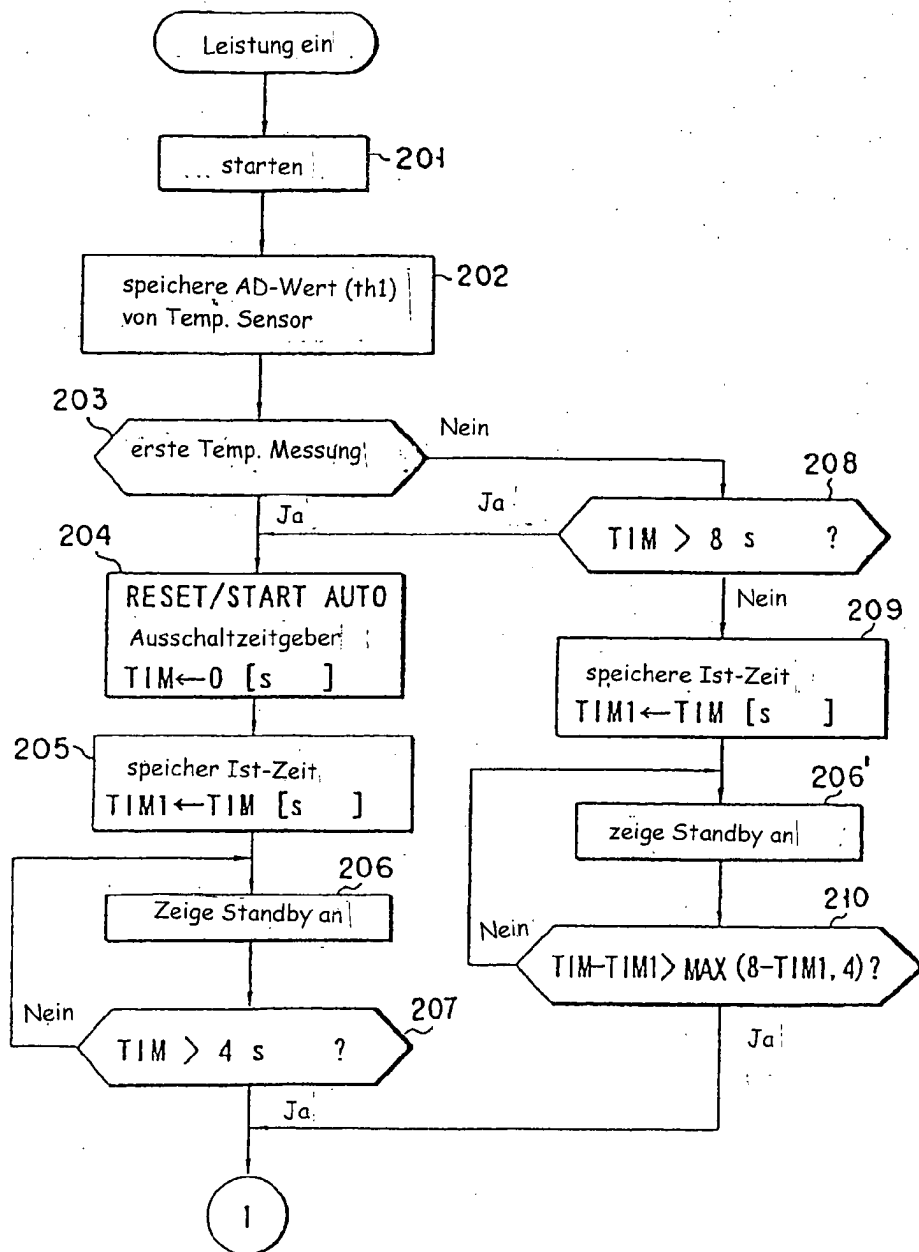 Leistung ein
starten
201
speichere AD-Wert (th1)
von Temp. Sensor
202
203
erste Temp. Messung
Nein
Ja
Ja
208
TIM > 8 s ?
Nein
204
RESET/START AUTO
Ausschaltzeitgeber
TIM←0 [s ]
209
speichere Ist-Zeit
TIM1←TIM [s ]
205
speicher Ist-Zeit
TIM1←TIM [s ]
206'
zeige Standby an
206
Zeige Standby an
210
Nein
TIM-TIM1> MAX (8-TIM1, 4)?
Nein
207
TIM > 4 s ?
Ja
Ja
1